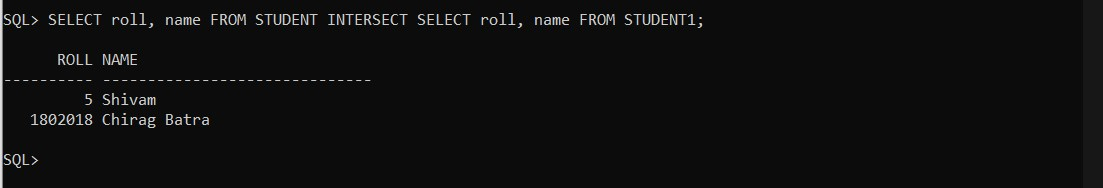 SQL> SELECT roll, name FROM STUDENT INTERSECT SELECT roll, name FROM STUDENT1;
ROLL NAME
---------- ------------------------------
5 Shivam
1802018 Chirag Batra
SQL>